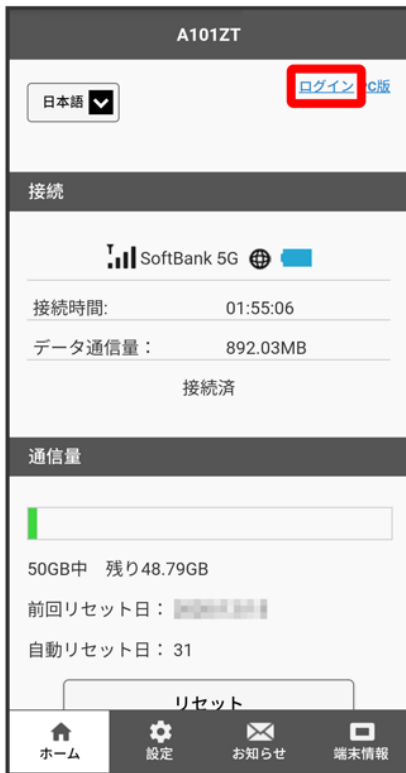 A101ZT
日本語
ログイン PC版
接続
SoftBank 5G
接続時間: 01:55:06
データ通信量： 892.03MB
接続済
通信量
50GB中 残り48.79GB
前回リセット日：
自動リセット日： 31
リセット
ホーム 設定 お知らせ 端末情報